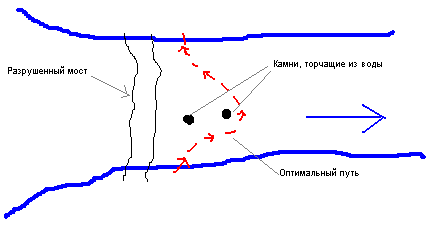 Разрушенный мост
Камни, торчащие из воды
Оптимальный путь